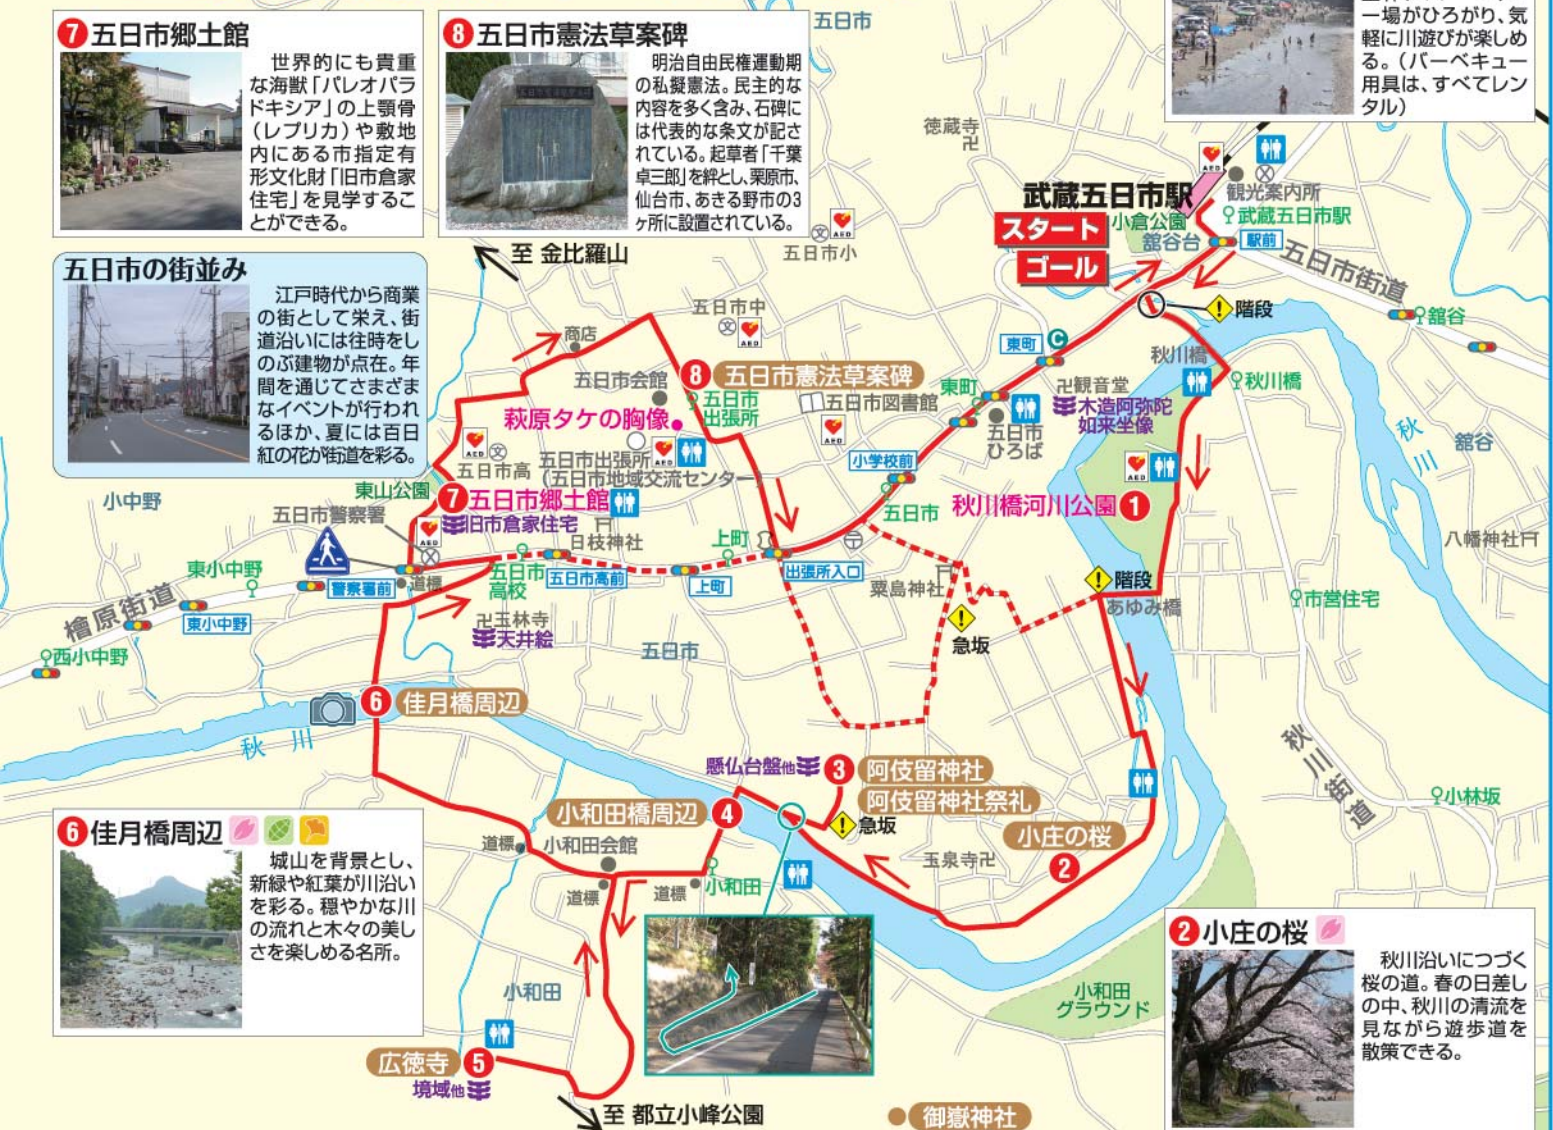 7 五日市郷土館
世界的にも貴重
な海獣「パレオパラ
ドキシア」の上顎骨
(レプリカ)や敷地
内にある市指定有
形文化財「旧市倉家
住宅」を見学するこ
とができる。
8 五日市憲法草案碑
明治自由民権運動期
の私擬憲法。民主的な
内容を多く含み、石碑に
は代表的な条文が記さ
れている。起草者「千葉
卓三郎」を絆とし、栗原市、
仙台市、あきる野市の3
ヶ所に設置されている。
五日市
ー場がひろがり、気
軽に川遊びが楽しめ
る。(バーベキュー
用具は、すべてレン
タル)
徳蔵寺
卍
AED
観光案内所
武蔵五日市駅
小倉公園
武蔵五日市駅
スタート
ゴール
舘谷台
駅前
五日市街道
文
AED
五日市小
至 金比羅山
五日市の街並み
江戸時代から商業
の街として栄え、街
道沿いには往時をし
のぶ建物が点在。年
間を通じてさまざま
なイベントが行われ
るほか、夏には百日
紅の花が街道を彩る。
階段
舘谷
商店
五日市中
文
AED
東町
C
秋川橋
秋川橋
五日市会館
8 五日市憲法草案碑
五日市
出張所
萩原タケの胸像
五日市図書館
AED
東町
卍観音堂
木造阿弥陀
如来坐像
五日市
ひろば
秋川
舘谷
AED
文
五日市高
五日市出張所
AED
(五日市地域交流センター)
小学校前
五日市
AED
秋川橋河川公園 1
東山公園
7 五日市郷土館
旧市倉家住宅
小中野
五日市警察署
AED
日枝神社
上町
八幡神社
東小中野
警察署前
道標
五日市
高校
五日市高前
上町
出張所入口
粟島神社
階段
あゆみ橋
市営住宅
檜原街道
東小中野
卍玉林寺
天井絵
急坂
西小中野
五日市
6 佳月橋周辺
秋川
秋川街道
懸仏台盤他
3 阿伎留神社
阿伎留神社祭礼
小和田橋周辺 4
急坂
小庄の桜
2
小林坂
玉泉寺卍
6 佳月橋周辺
城山を背景とし、
新緑や紅葉が川沿い
を彩る。穏やかな川
の流れと木々の美し
さを楽しめる名所。
道標
小和田会館
道標
道標
小和田
小和田
小和田
グラウンド
2 小庄の桜
秋川沿いにつづく
桜の道。春の日差し
の中、秋川の清流を
見ながら遊歩道を
散策できる。
広徳寺 5
境域他
至 都立小峰公園
御嶽神社